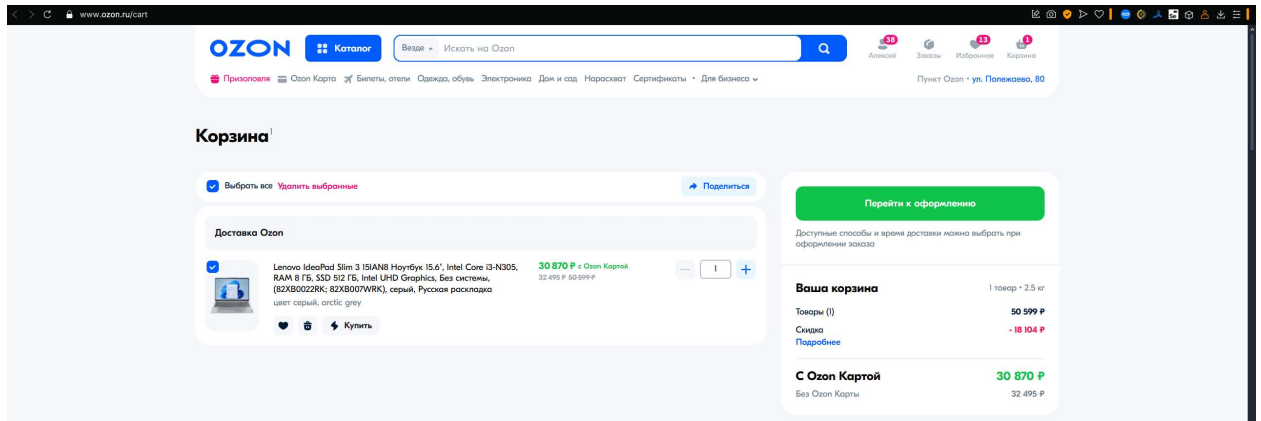 www.ozon.ru/cart
OZON
Каталог
Везде
Искать на Ozon
38
Алексей
Заказы
13
Избранное
1
Корзина
Призоловля
Ozon Карта
Билеты, отели
Одежда, обувь
Электроника
Дом и сад
Нарасхват
Сертификаты
Для бизнеса
Пункт Ozon • ул. Полежаева, 80
Корзина 1
Выбрать все
Удалить выбранные
Поделиться
Перейти к оформлению
Доступные способы и время доставки можно выбрать при
оформлении заказа
Доставка Ozon
Lenovo IdeaPad Slim 3 15IAN8 Ноутбук 15.6", Intel Core i3-N305,
RAM 8 ГБ, SSD 512 ГБ, Intel UHD Graphics, Без системы,
(82XB0022RK; 82XB007WRK), серый, Русская раскладка
цвет серый, arctic grey
Купить
30 870 ₽ с Ozon Картой
32 495 ₽ 50 599 ₽
1
Ваша корзина
1 товар • 2.5 кг
Товары (1)
50 599 ₽
Скидка
- 18 104 ₽
Подробнее
С Ozon Картой
30 870 ₽
Без Ozon Карты
32 495 ₽